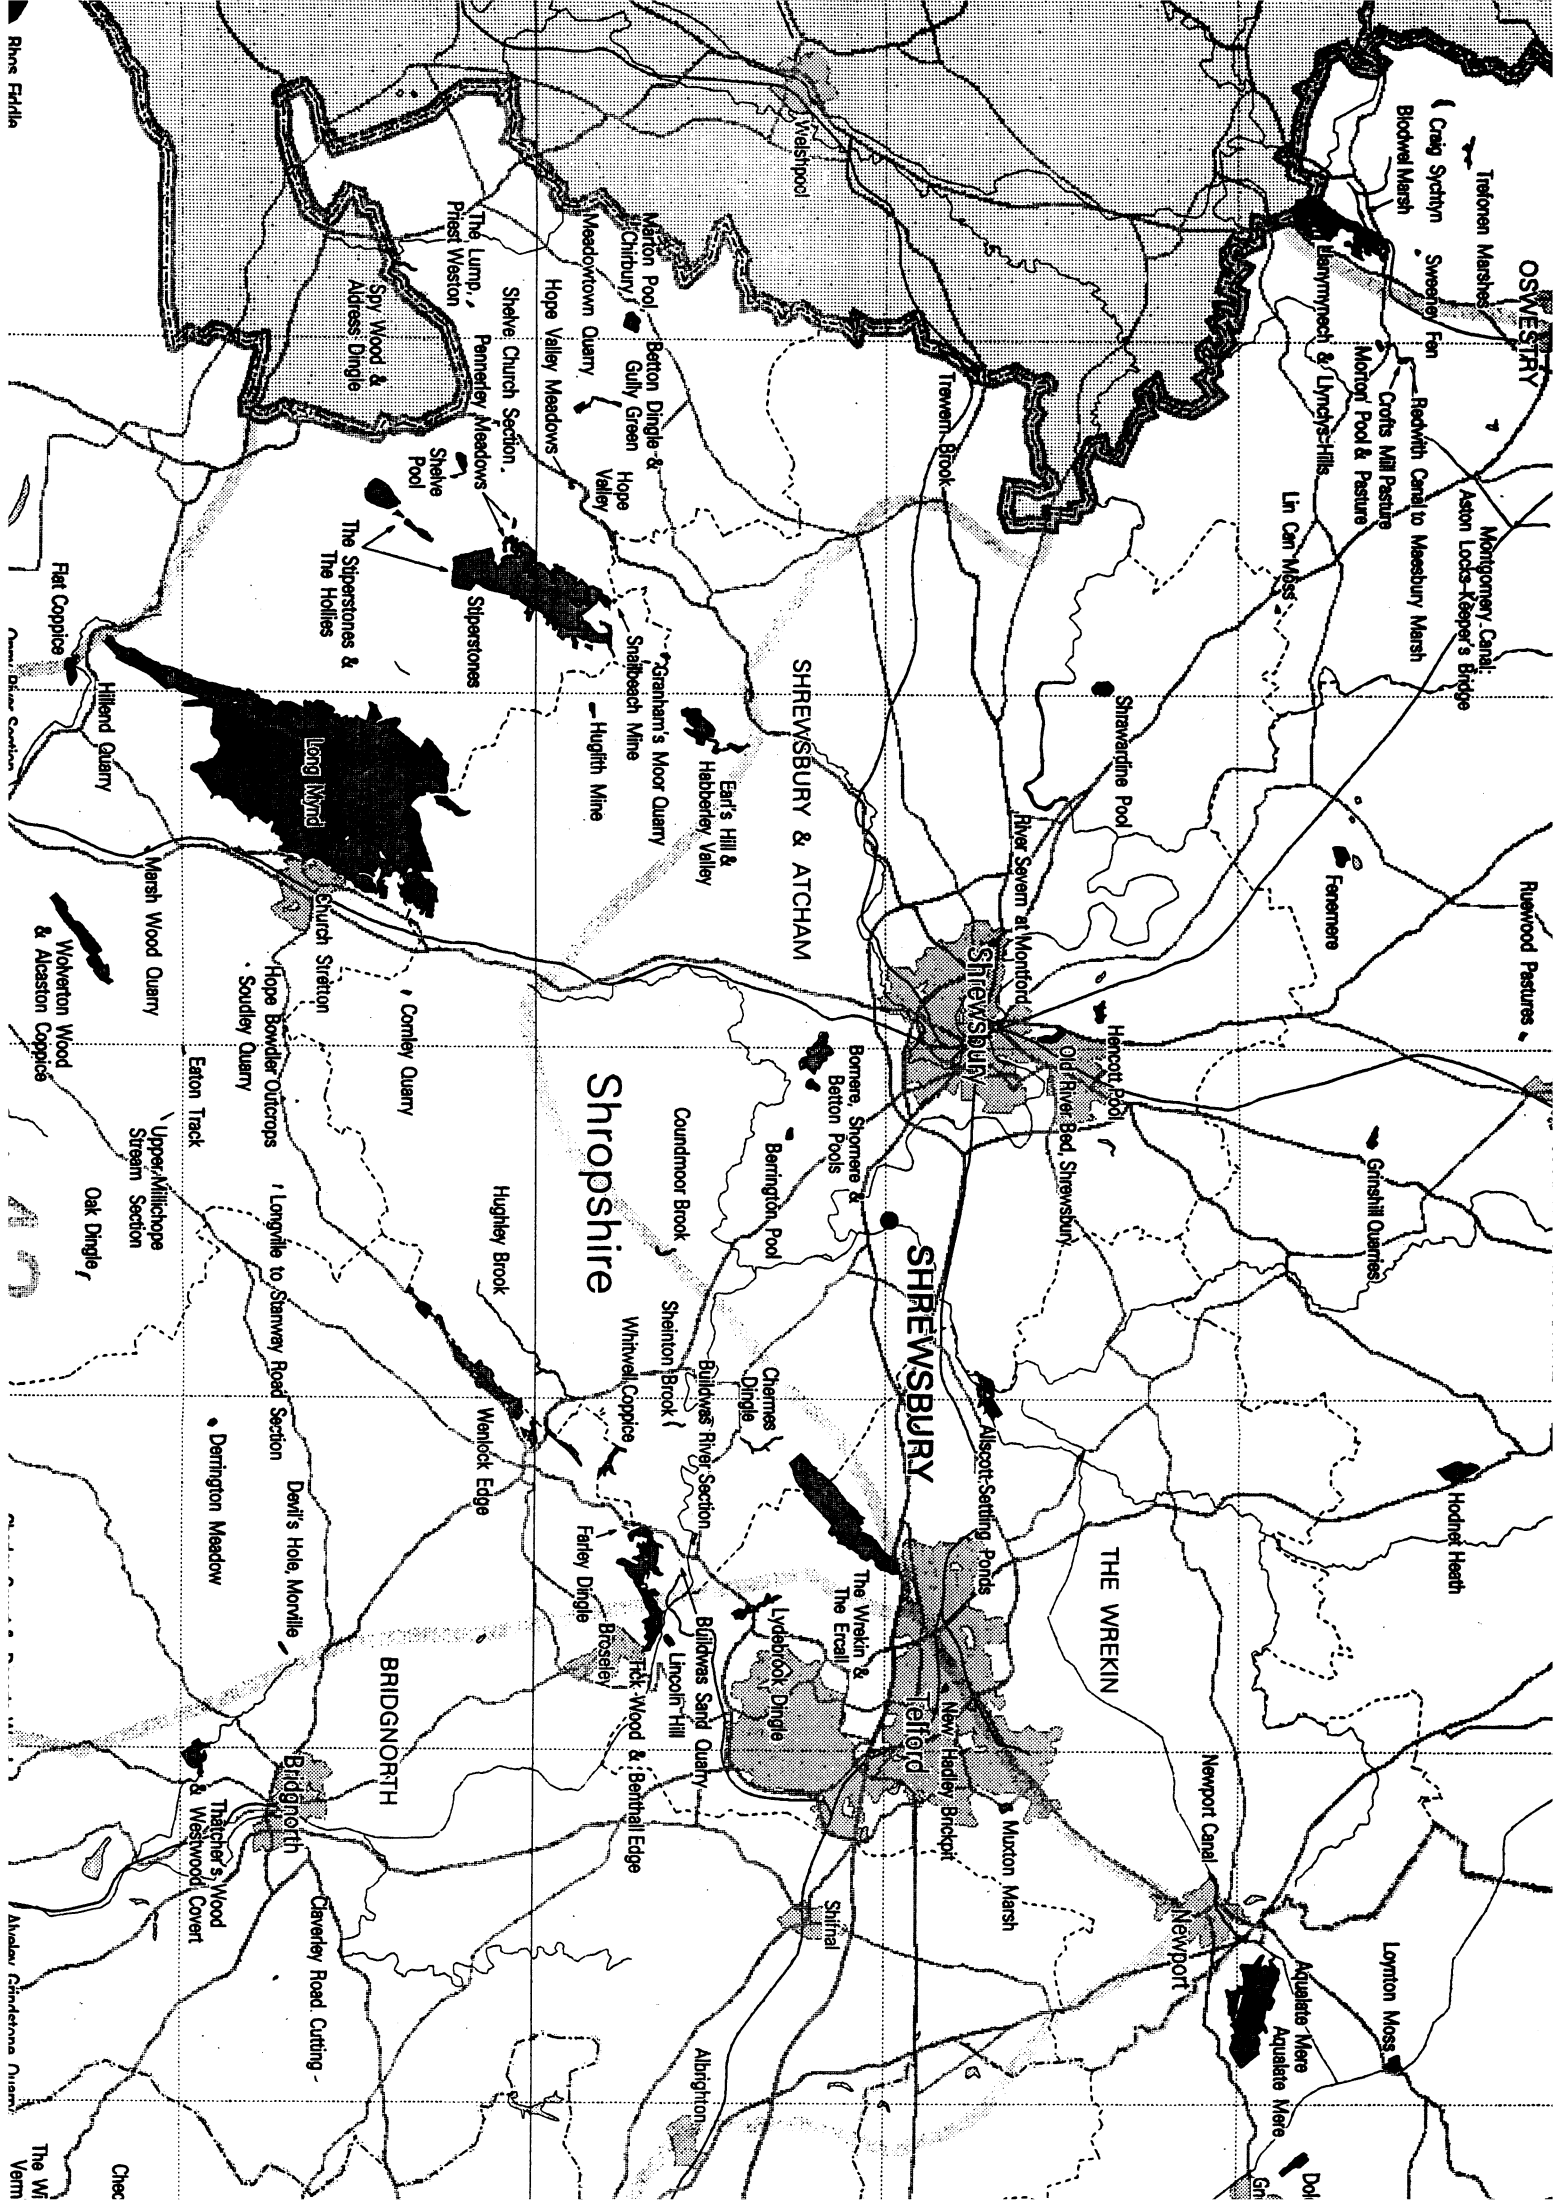 OSWESTRY
Trefonen Marshes
Craig Sychtyn
Sweeney Fen
Blodwel Marsh
Llanymynech & Llynclys Hills
Morton Pool & Pasture
Crofts Mill Pasture
Redwith Canal to Maesbury Marsh
Montgomery Canal:
Aston Locks-Keeper's Bridge
Lin Can Moss
Ruewood Pastures
Fenemere
Grinshill Quarries
Hodnet Heath
Loynton Moss
Aqualate Mere
Aqualate Mere
Newport Canal
Newport
THE WREKIN
Welshpool
Trewern Brook
Shrawardine Pool
River Severn at Montford
Shrewsbury
Hencott Pool
Old River Bed, Shrewsbury
SHREWSBURY
Allscott Settling Ponds
Telford
New Hadley Brickpit
Muxton Marsh
SHREWSBURY & ATCHAM
Bomere, Shomere &
Betton Pools
Berrington Pool
Chermes
Dingle
The Wrekin &
The Ercall
Lydebrook Dingle
Shifnal
Albrighton
Marton Pool,
Chirbury
Betton Dingle &
Gully Green
Meadowtown Quarry
Hope
Valley
Hope Valley Meadows
Shelve Church Section
The Lump,
Priest Weston
Pennerley Meadows
Shelve
Pool
Spy Wood &
Aldress Dingle
The Stiperstones &
The Hollies
Stiperstones
Snailbeach Mine
Granham's Moor Quarry
Huglith Mine
Earl's Hill &
Habberley Valley
Shropshire
Coundmoor Brook
Hughley Brook
Sheinton Brook
Whitwell Coppice
Buildwas River Section
Buildwas Sand Quarry
Lincoln Hill
Tick Wood & Benthall Edge
Broseley
Farley Dingle
Wenlock Edge
BRIDGNORTH
Long Mynd
Church Stretton
Comley Quarry
Hope Bowdler Outcrops
Soudley Quarry
Longville to Stanway Road Section
Devil's Hole, Morville
Derrington Meadow
Bridgnorth
Thatcher's Wood
& Westwood Covert
Claverley Road Cutting
Eaton Track
Upper Millichope
Stream Section
Oak Dingle
Marsh Wood Quarry
Wolverton Wood
& Alcaston Coppice
Hillend Quarry
Flat Coppice
Rhos Fiddle
Alveley Grindstone